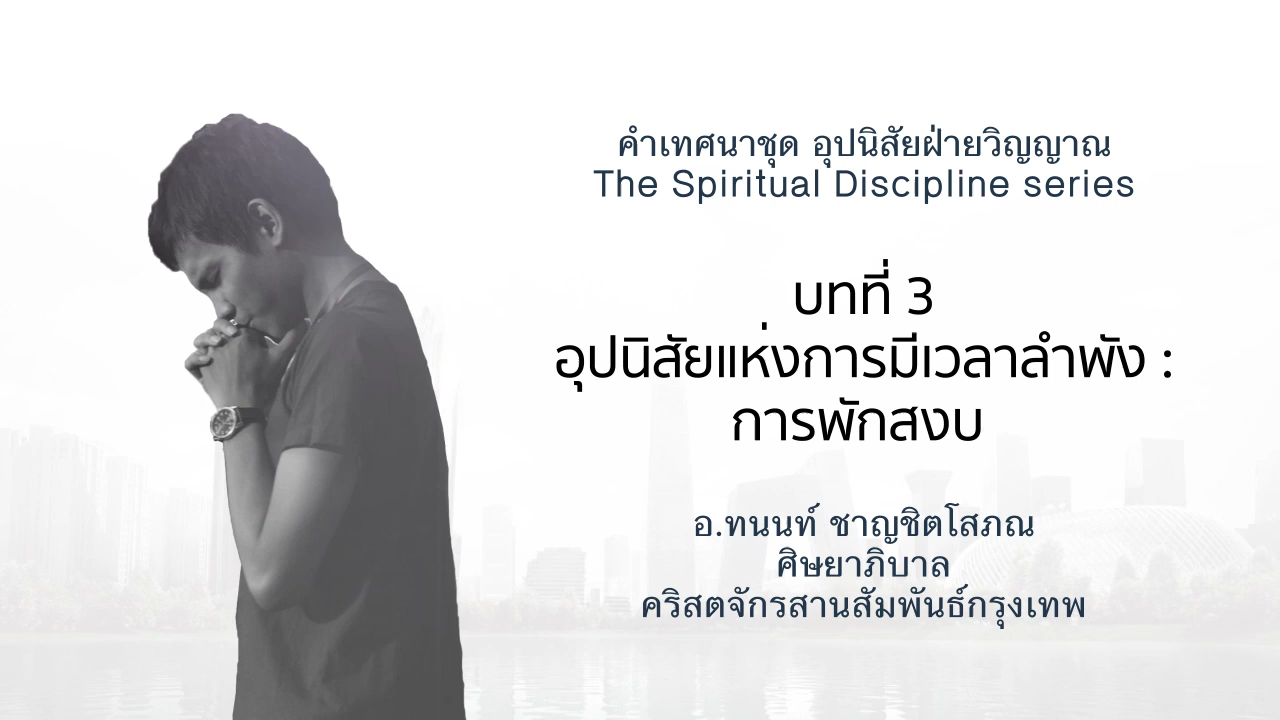 คำเทศนาชุด อุปนิสัยฝ่ายวิญญาณ
The Spiritual Discipline series
บทที่ 3
อุปนิสัยแห่งการมีเวลาลำพัง :
การพักสงบ
อ.ทนนท์ ชาญชิตโสภณ
ศิษยาภิบาล
คริสตจักรสานสัมพันธ์กรุงเทพ